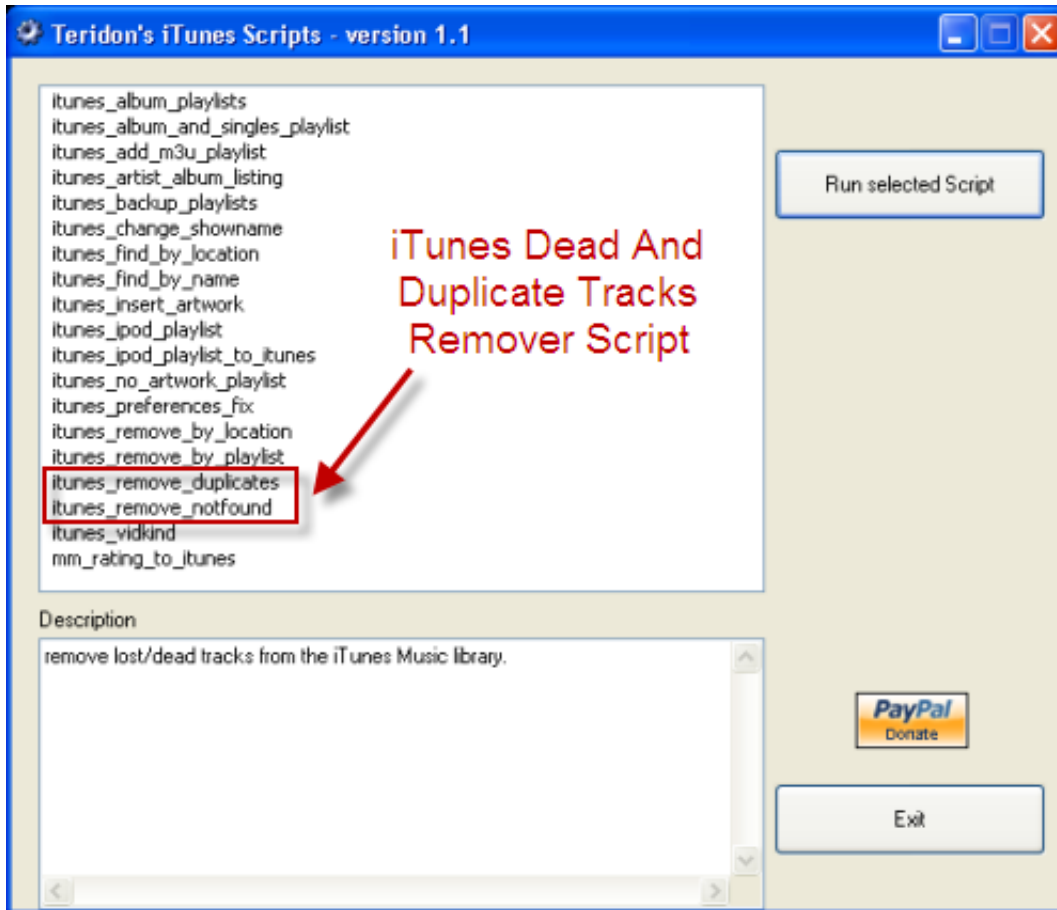 Teridon's iTunes Scripts - version 1.1
itunes_album_playlists
itunes_album_and_singles_playlist
itunes_add_m3u_playlist
itunes_artist_album_listing
itunes_backup_playlists
itunes_change_showname
itunes_find_by_location
itunes_find_by_name
itunes_insert_artwork
itunes_ipod_playlist
itunes_ipod_playlist_to_itunes
itunes_no_artwork_playlist
itunes_preferences_fix
itunes_remove_by_location
itunes_remove_by_playlist
itunes_remove_duplicates
itunes_remove_notfound
itunes_vidkind
mm_rating_to_itunes
iTunes Dead And
Duplicate Tracks
Remover Script
Run selected Script
Description
remove lost/dead tracks from the iTunes Music library.
PayPal
Donate
Exit